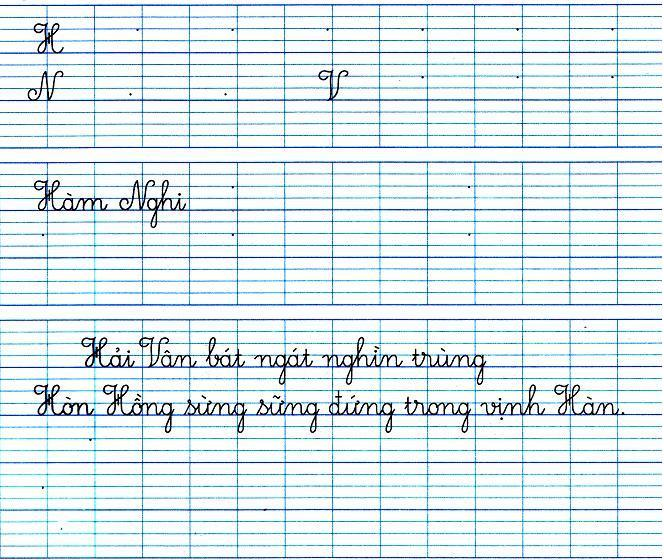 H
N V
Hàm Nghi
Hải Vân bát ngát nghìn trùng
Hòn Hồng sừng sững đứng trong vịnh Hàn.